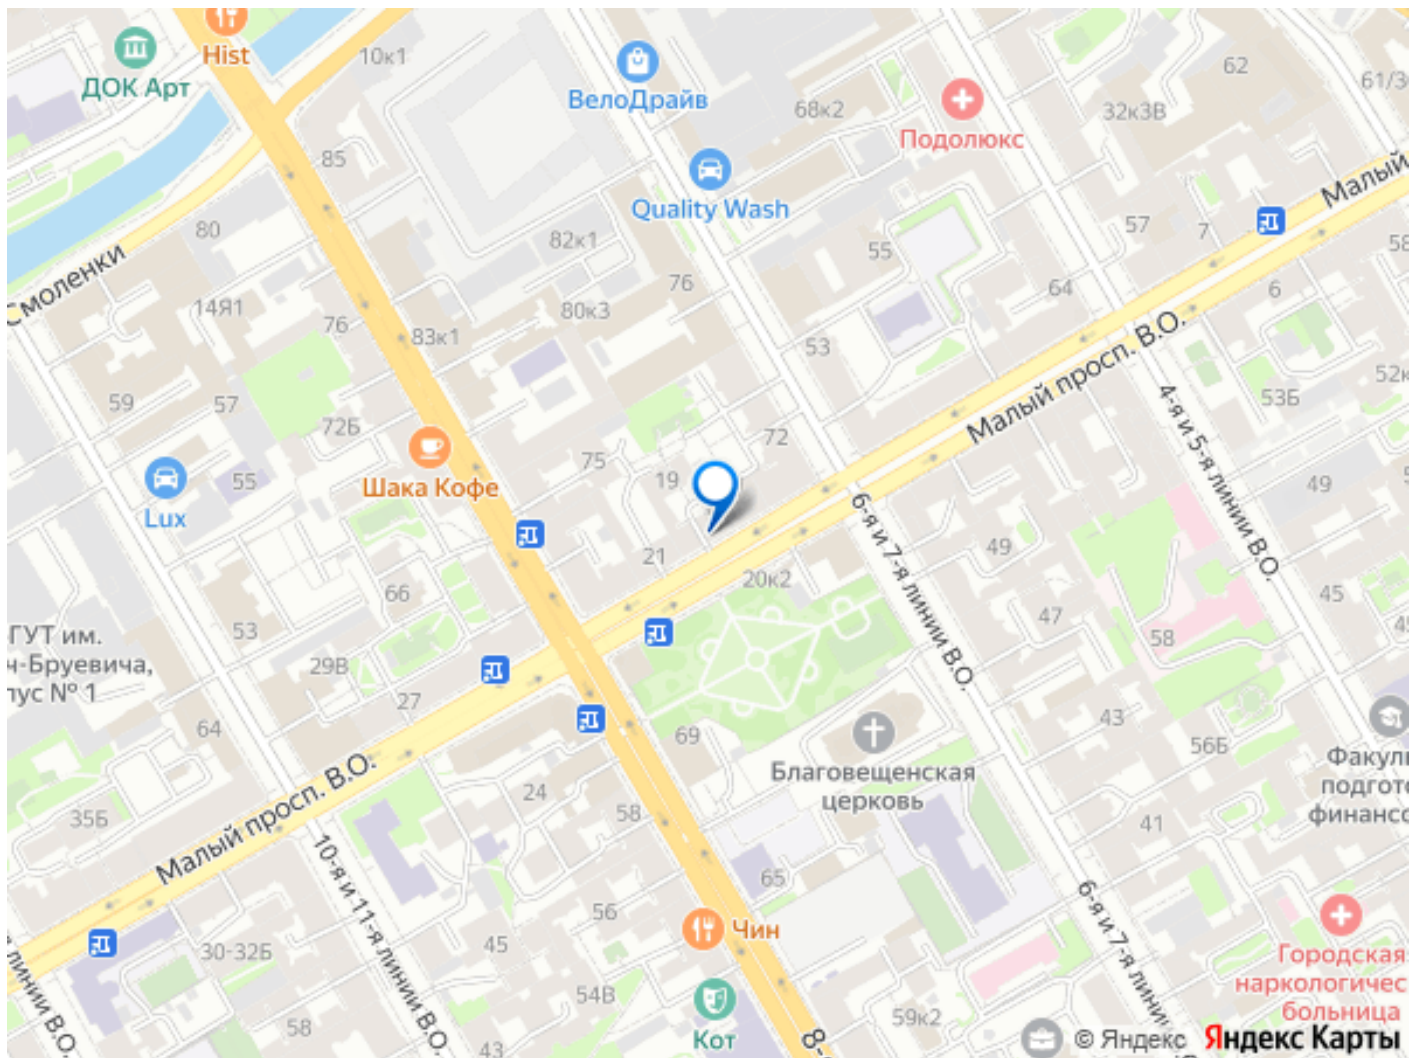 Hist
10к1
ДОК Арт
ВелоДрайв
62
61/3
68к2
32к3В
Подолюкс
85
Малый
Quality Wash
80
82к1
55
57
7
58
Смоленки
76
64
6
14Я1
80к3
76
83к1
53
Малый просп. В.О.
52к
59
57
72Б
53Б
4-я и 5-я линии В.О.
72
75
19
55
Шака Кофе
49
Lux
6-я и 7-я линии В.О.
21
49
20к2
66
45
47
ГУТ им.
ч-Бруевича,
пус № 1
53
58
45
29В
27
64
69
43
56Б
Благовещенская
церковь
Факуль
подгото
финансо
Малый просп. В.О.
24
58
35Б
41
10-я и 11-я линии В.О.
65
6-я и 7-я линии
56
Чин
45
30-32Б
линии В.О.
Городская
наркологичес
больница
54В
59к2
58
Кот
8-
43
© Яндекс
Яндекс Карты